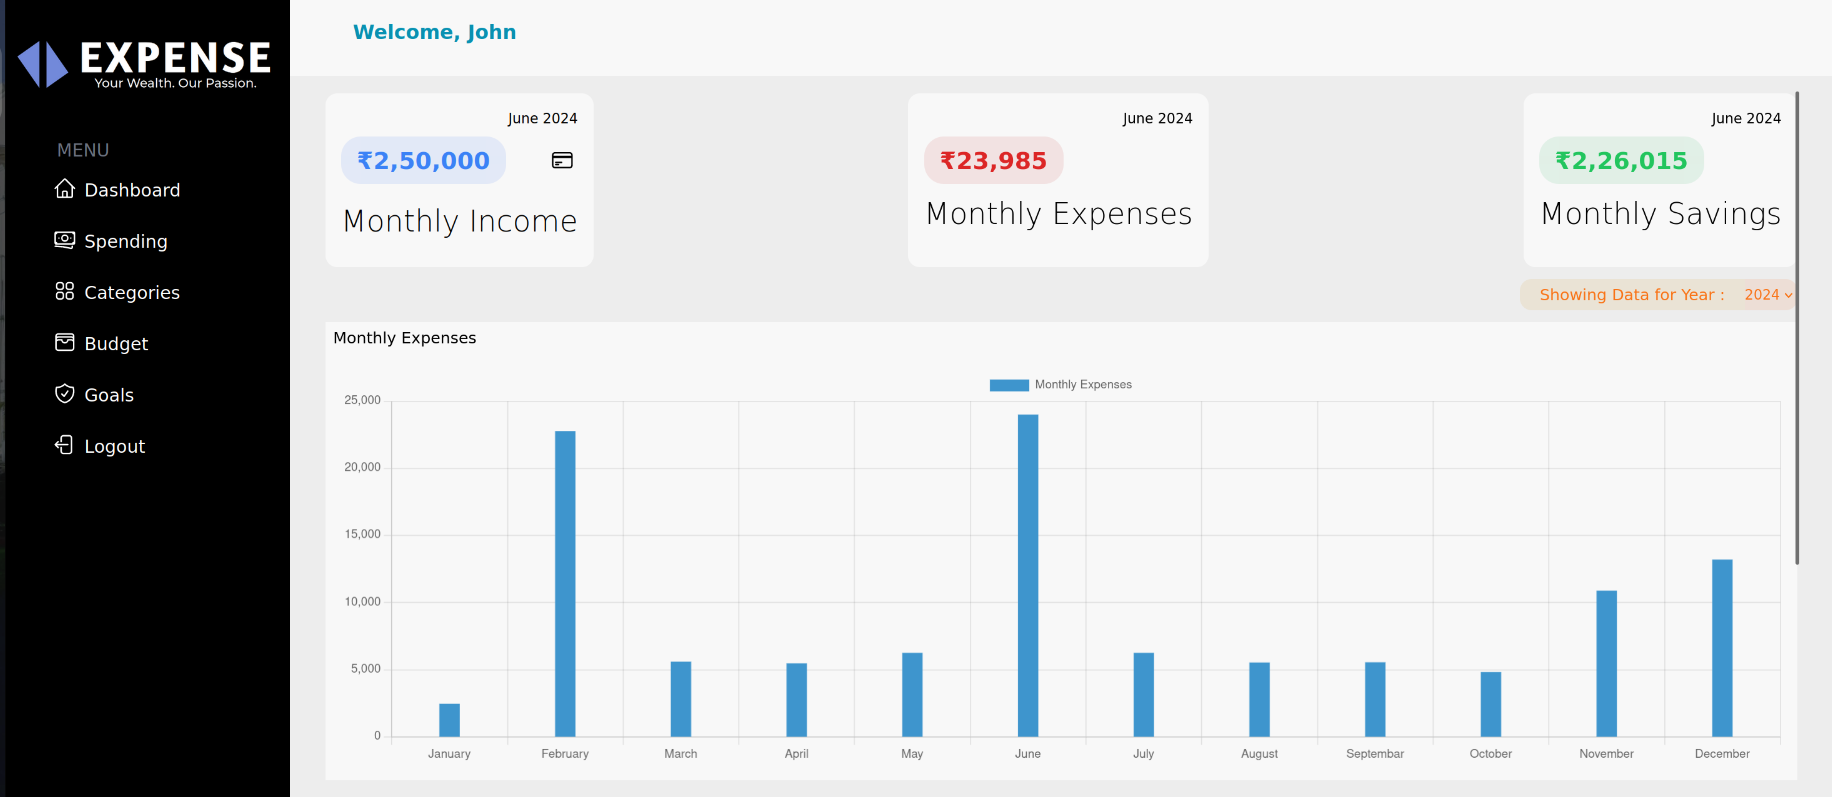 EXPENSE
Your Wealth. Our Passion.
MENU
Dashboard
Spending
Categories
Budget
Goals
Logout
Welcome, John
June 2024
₹2,50,000
Monthly Income
June 2024
₹23,985
Monthly Expenses
June 2024
₹2,26,015
Monthly Savings
Showing Data for Year : 2024
Monthly Expenses
Monthly Expenses
25,000
20,000
15,000
10,000
5,000
0
January February March April May June July August Septembar October November December